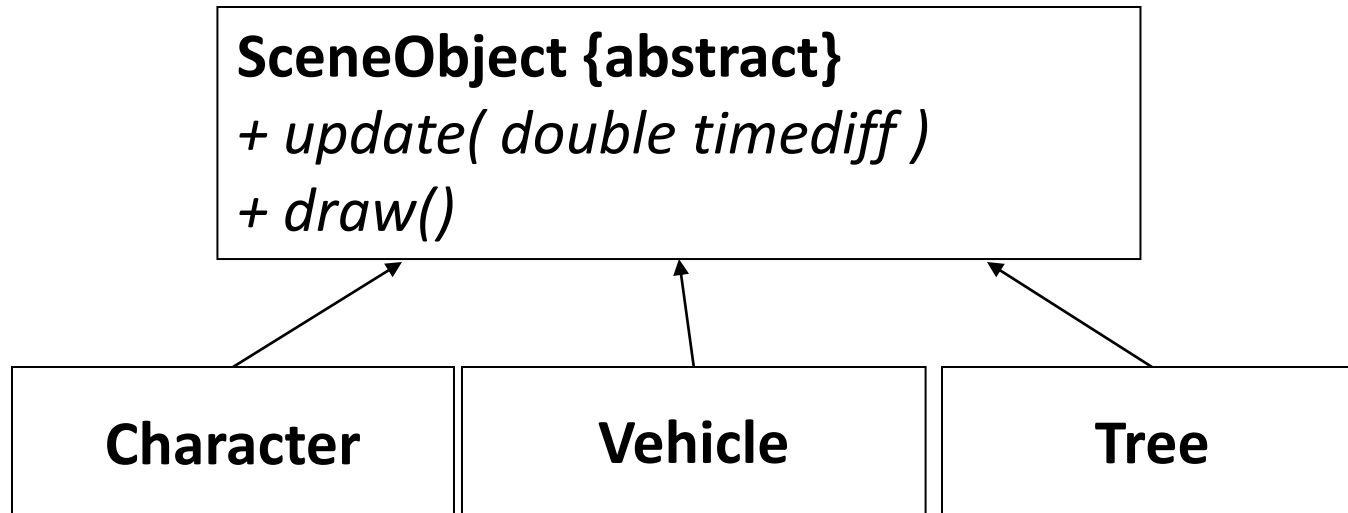 SceneObject {abstract}
+ update( double timediff )
+ draw()
Character
Vehicle
Tree